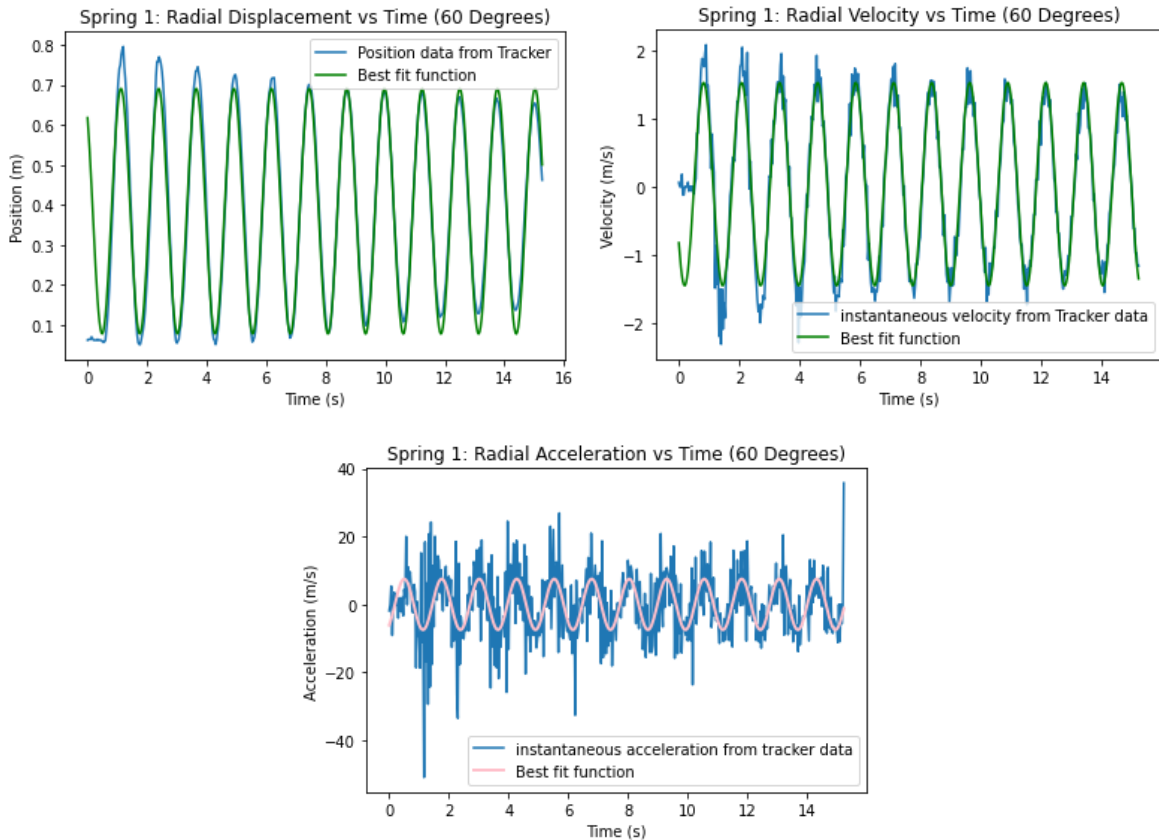 Spring 1: Radial Displacement vs Time (60 Degrees)
Position data from Tracker
Best fit function
0.8
0.7
0.6
0.5
0.4
0.3
0.2
0.1
Position (m)
0 2 4 6 8 10 12 14 16
Time (s)
Spring 1: Radial Velocity vs Time (60 Degrees)
2
1
0
−1
−2
Velocity (m/s)
instantaneous velocity from Tracker data
Best fit function
0 2 4 6 8 10 12 14
Time (s)
Spring 1: Radial Acceleration vs Time (60 Degrees)
40
20
0
−20
−40
Acceleration (m/s)
instantaneous acceleration from tracker data
Best fit function
0 2 4 6 8 10 12 14
Time (s)